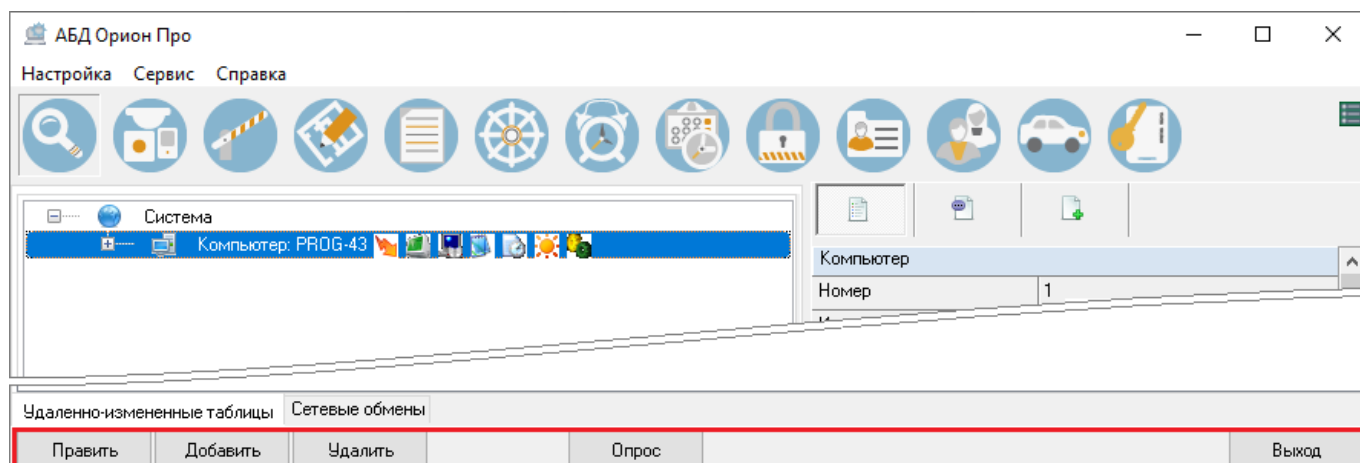 АБД Орион Про
Настройка Сервис Справка
Система
Компьютер: PROG-43
Компьютер
Номер 1
Удаленно-измененные таблицы Сетевые обмены
Править Добавить Удалить Опрос Выход